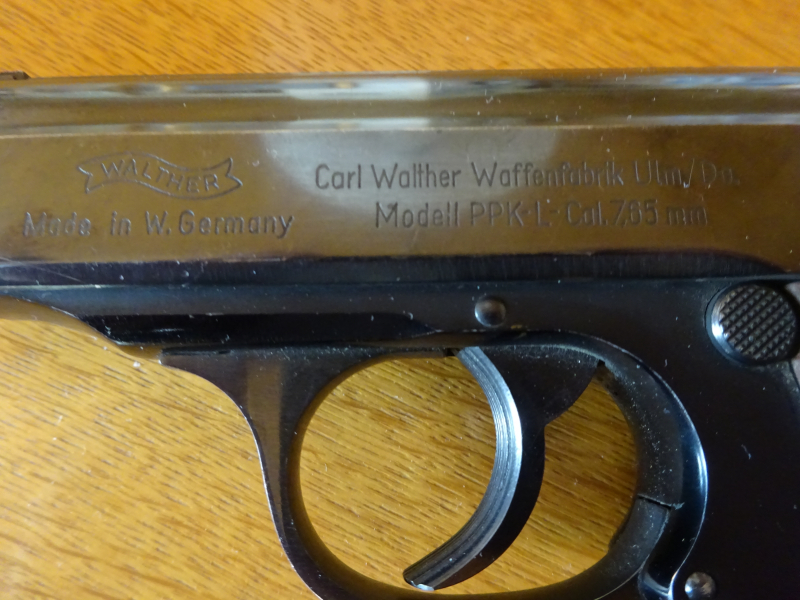 WALTHER
Made in W. Germany
Carl Walther Waffenfabrik Ulm/Do.
Modell PPK-L- Cal. 7,65 mm